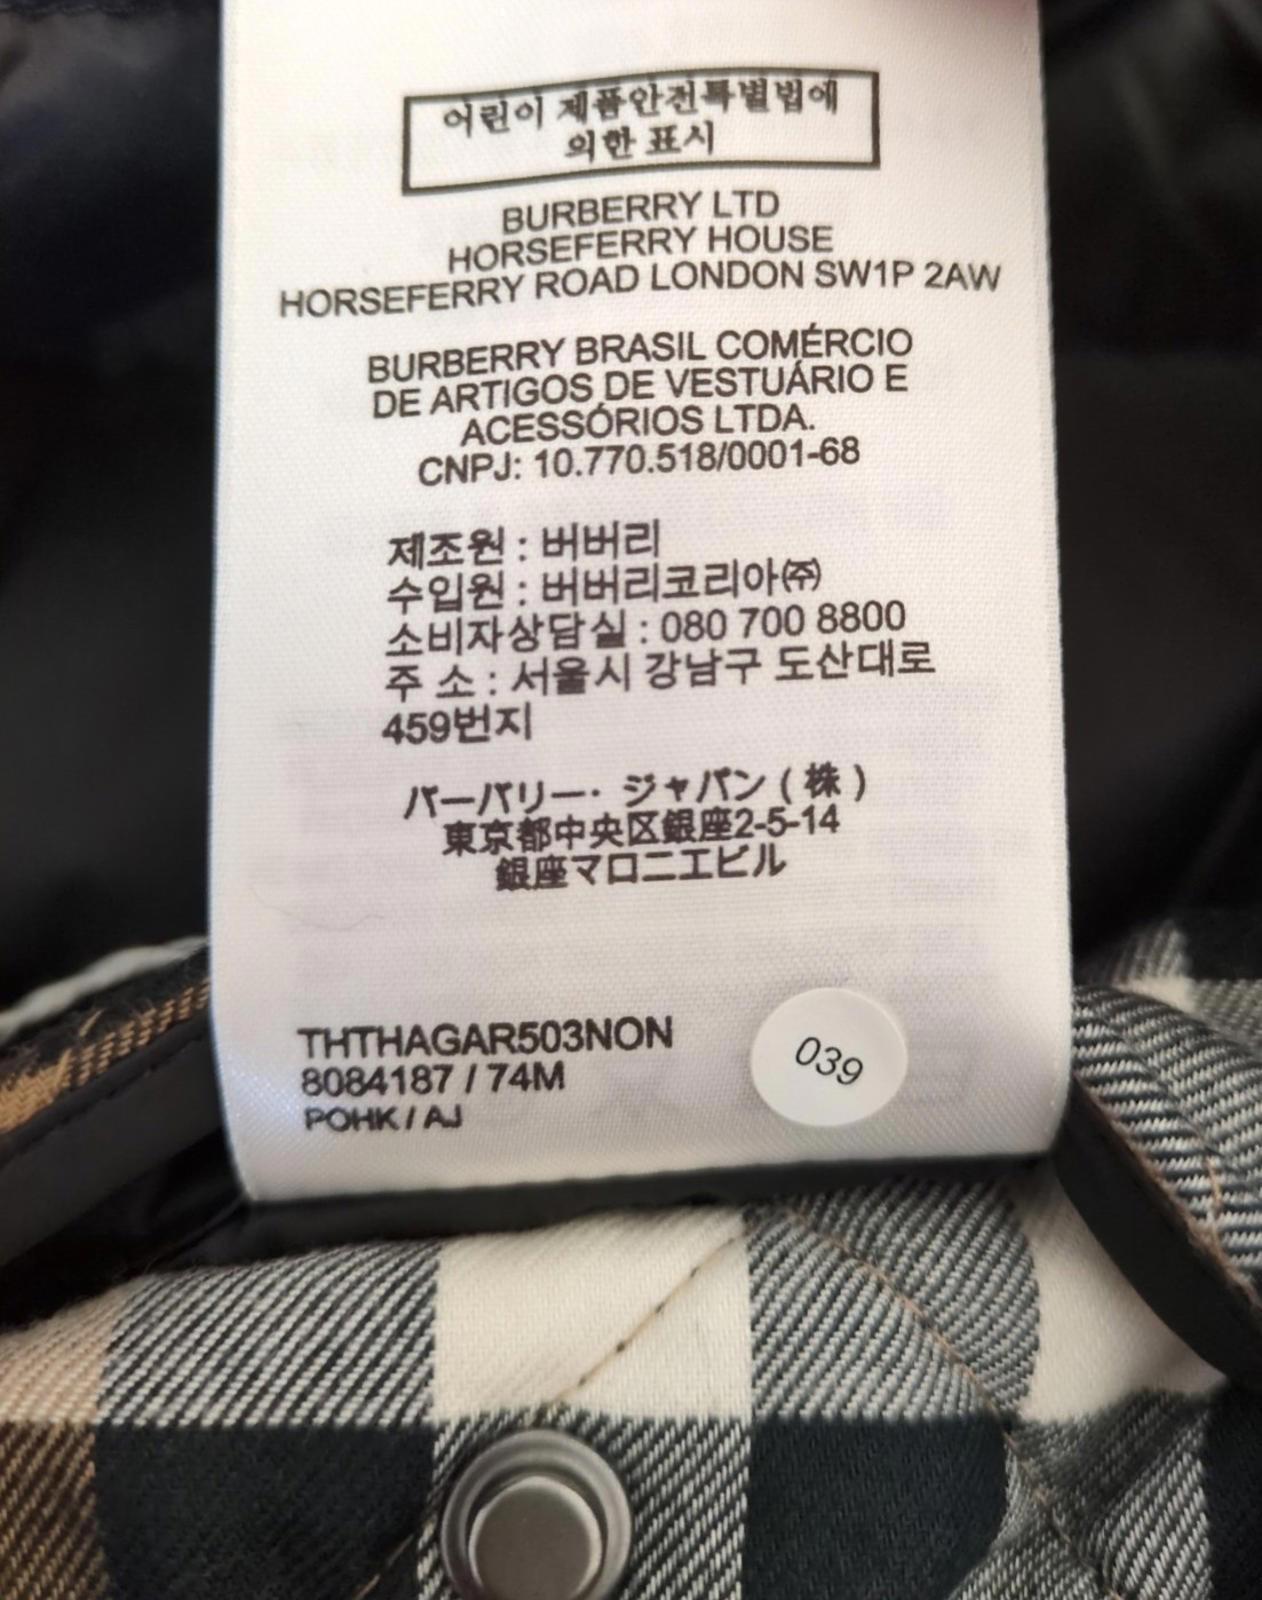 어린이 제품안전특별법에
의한 표시
BURBERRY LTD
HORSEFERRY HOUSE
HORSEFERRY ROAD LONDON SW1P 2AW
BURBERRY BRASIL COMÉRCIO
DE ARTIGOS DE VESTUÁRIO E
ACESSÓRIOS LTDA.
CNPJ: 10.770.518/0001-68
제조원 : 버버리
수입원 : 버버리코리아㈜
소비자상담실 : 080 700 8800
주 소 : 서울시 강남구 도산대로
459번지
バーバリー・ジャパン ( 株 )
東京都中央区銀座2-5-14
銀座マロニエビル
THTHAGAR503NON
8084187 / 74M
POHK / AJ
039